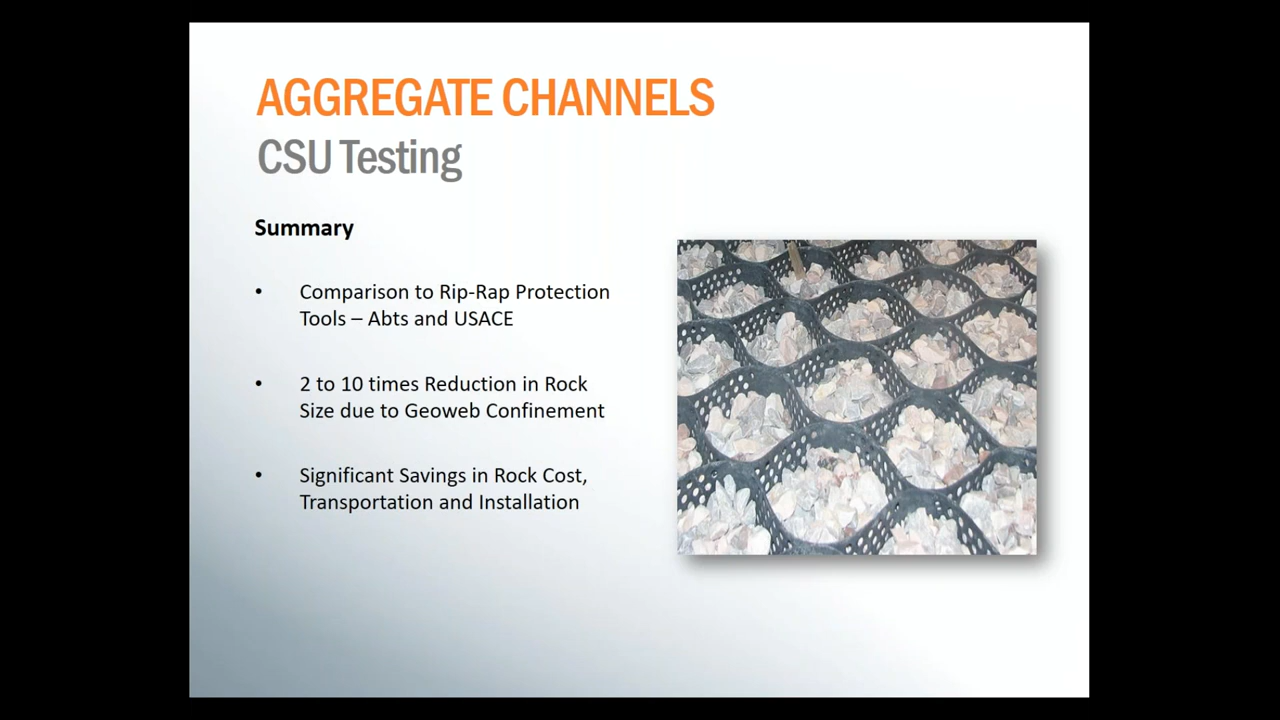 AGGREGATE CHANNELS
CSU Testing
Summary
• Comparison to Rip-Rap Protection
Tools – Abts and USACE
• 2 to 10 times Reduction in Rock
Size due to Geoweb Confinement
• Significant Savings in Rock Cost,
Transportation and Installation